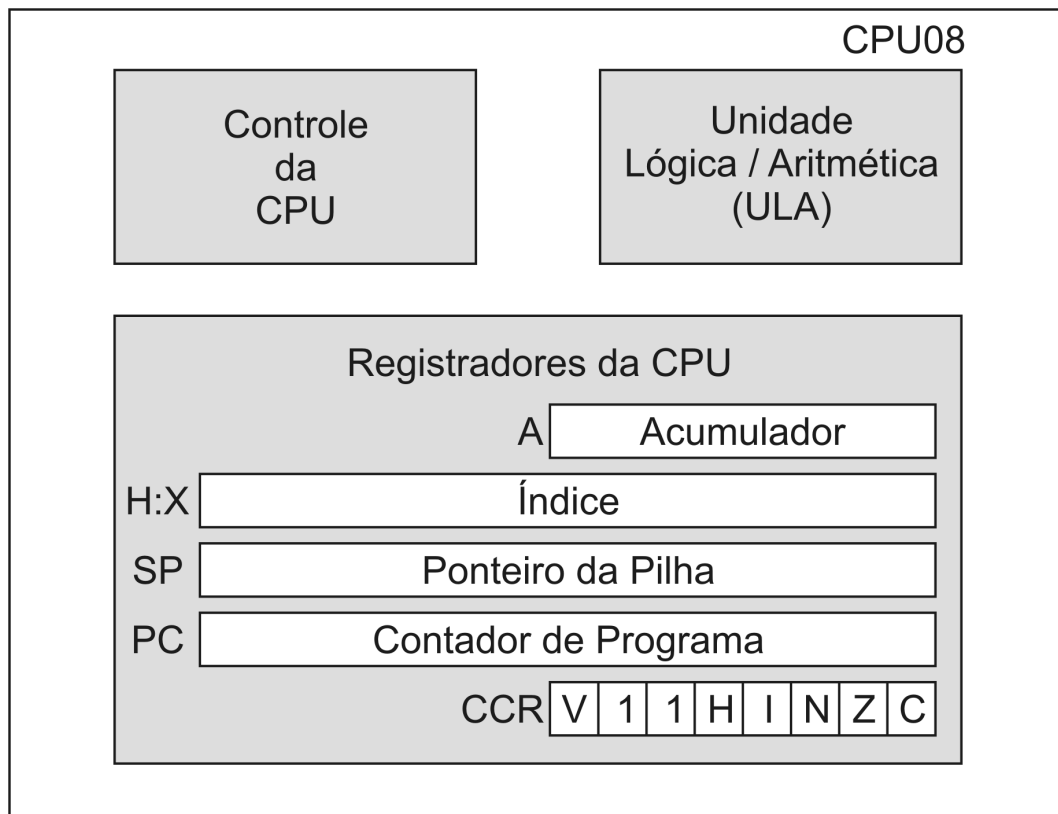 CPU08
Controle
da
CPU
Unidade
Lógica / Aritmética
(ULA)
Registradores da CPU
A Acumulador
H:X Índice
SP Ponteiro da Pilha
PC Contador de Programa
CCR V 1 1 H I N Z C